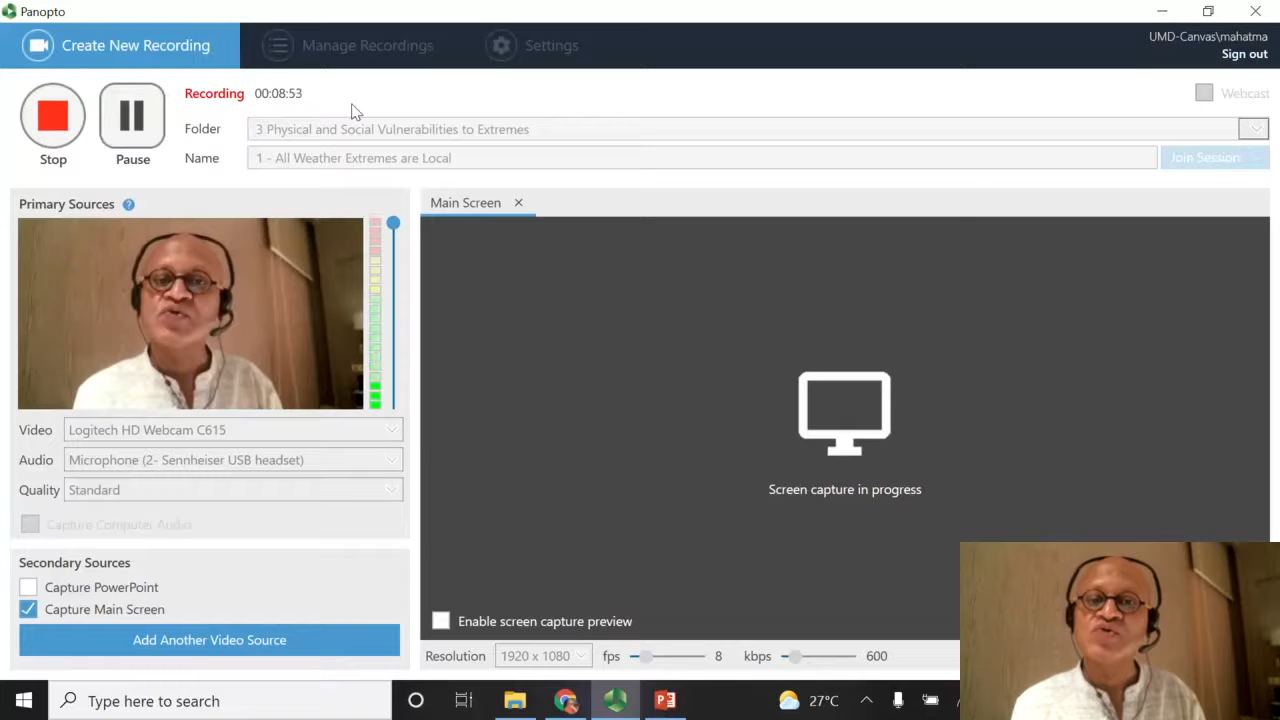 Panopto
Create New Recording
Manage Recordings
Settings
UMD-Canvas\mahatma
Sign out
Recording 00:08:53
Webcast
Folder 3 Physical and Social Vulnerabilities to Extremes
Name 1 - All Weather Extremes are Local
Join Session
Stop
Pause
Primary Sources ?
Main Screen
Video Logitech HD Webcam C615
Audio Microphone (2- Sennheiser USB headset)
Quality Standard
Capture Computer Audio
Screen capture in progress
Secondary Sources
Capture PowerPoint
Capture Main Screen
Add Another Video Source
Enable screen capture preview
Resolution 1920 x 1080 fps 8 kbps 600
Type here to search
27°C